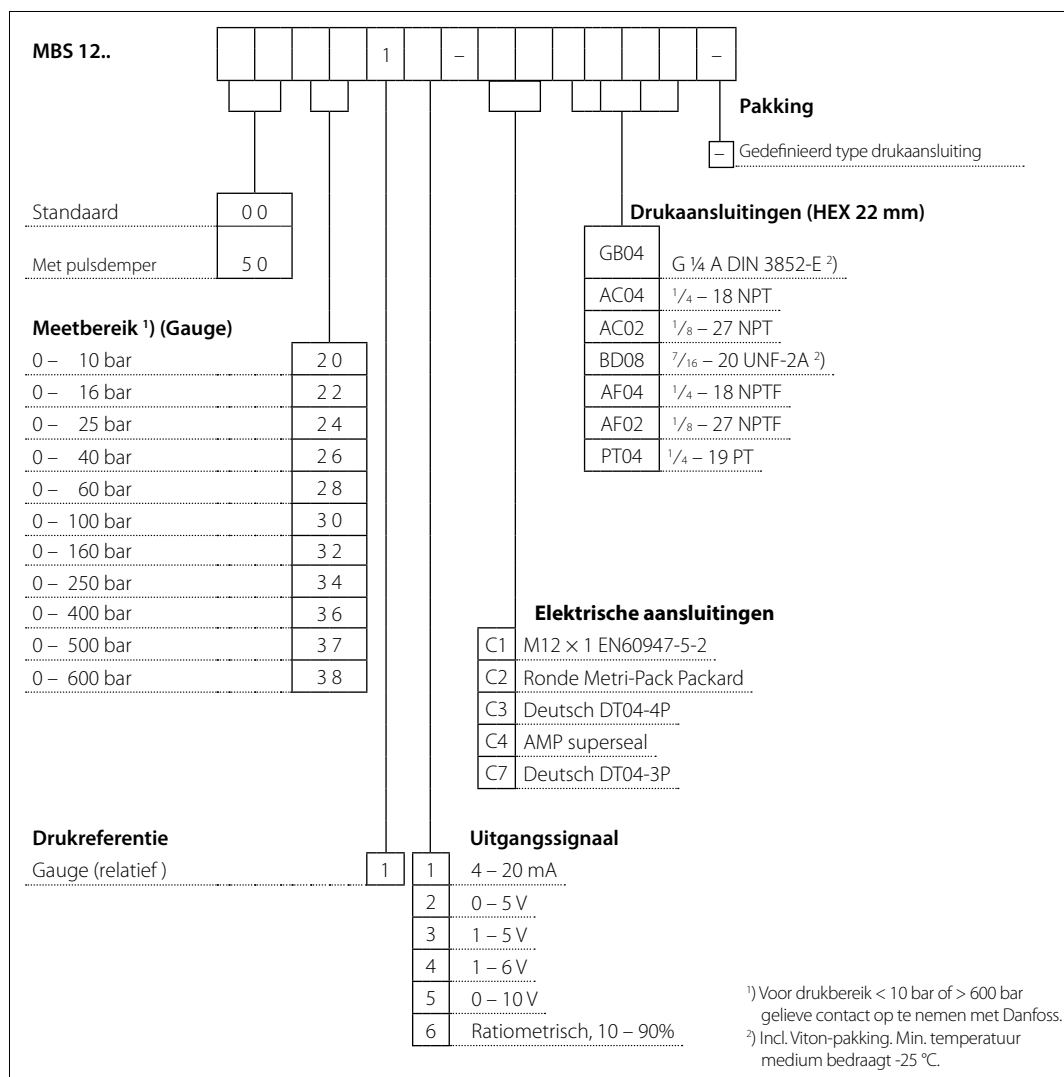 MBS 12..
1 – –
Pakking
– Gedefinieerd type drukaansluiting
Standaard 0 0
Met pulsdemper 5 0
Drukaansluitingen (HEX 22 mm)
GB04 G ¼ A DIN 3852-E ²)
AC04 ¹/₄ – 18 NPT
AC02 ¹/₈ – 27 NPT
BD08 ⁷/₁₆ – 20 UNF-2A ²)
AF04 ¹/₄ – 18 NPTF
AF02 ¹/₈ – 27 NPTF
PT04 ¹/₄ – 19 PT
Meetbereik ¹) (Gauge)
0 – 10 bar 2 0
0 – 16 bar 2 2
0 – 25 bar 2 4
0 – 40 bar 2 6
0 – 60 bar 2 8
0 – 100 bar 3 0
0 – 160 bar 3 2
0 – 250 bar 3 4
0 – 400 bar 3 6
0 – 500 bar 3 7
0 – 600 bar 3 8
Elektrische aansluitingen
C1 M12 × 1 EN60947-5-2
C2 Ronde Metri-Pack Packard
C3 Deutsch DT04-4P
C4 AMP superseal
C7 Deutsch DT04-3P
Drukreferentie
Gauge (relatief) 1
Uitgangssignaal
1 4 – 20 mA
2 0 – 5 V
3 1 – 5 V
4 1 – 6 V
5 0 – 10 V
6 Ratiometrisch, 10 – 90%
¹) Voor drukbereik < 10 bar of > 600 bar
gelieve contact op te nemen met Danfoss.
²) Incl. Viton-pakking. Min. temperatuur
medium bedraagt -25 °C.